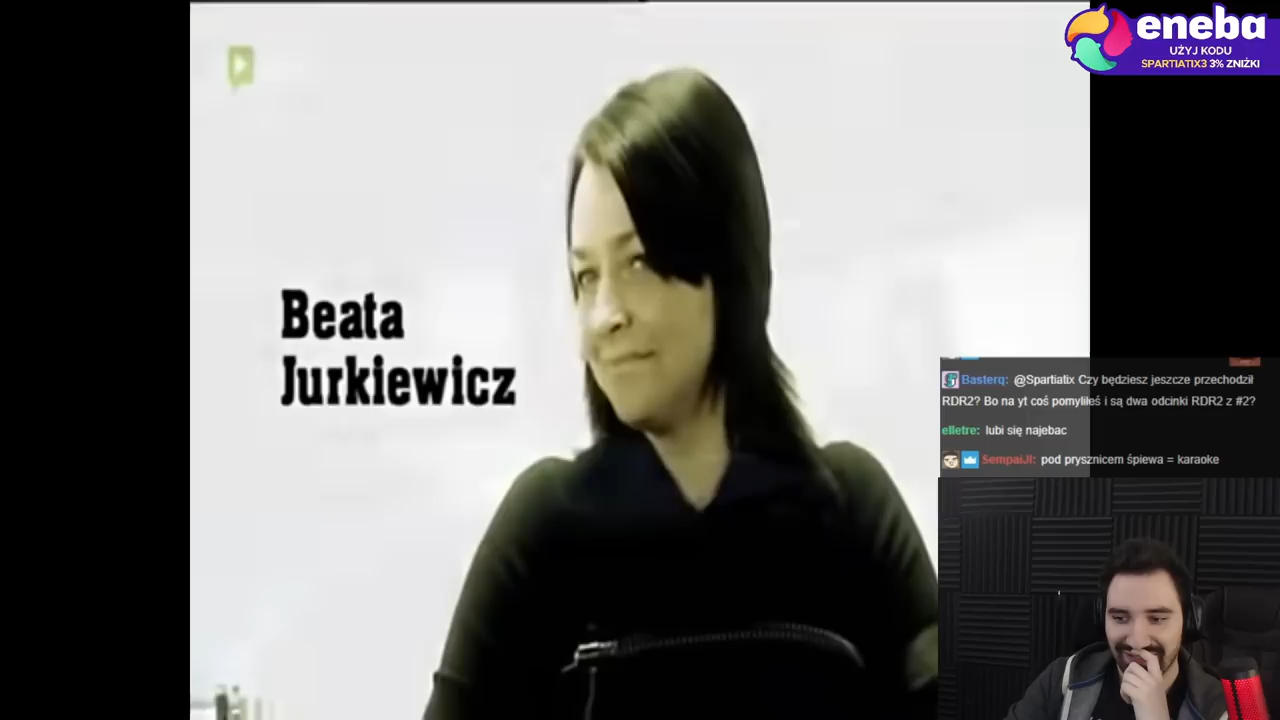 eneba
UŻYJ KODU
SPARTIATIX3 3% ZNIŻKI
Beata
Jurkiewicz
Basterq: @Spartiatix Czy będziesz jeszcze przechodził
RDR2? Bo na yt coś pomyliłeś i są dwa odcinki RDR2 z #2?
elletre: lubi się najebac
SempaiJI: pod prysznicem śpiewa = karaoke